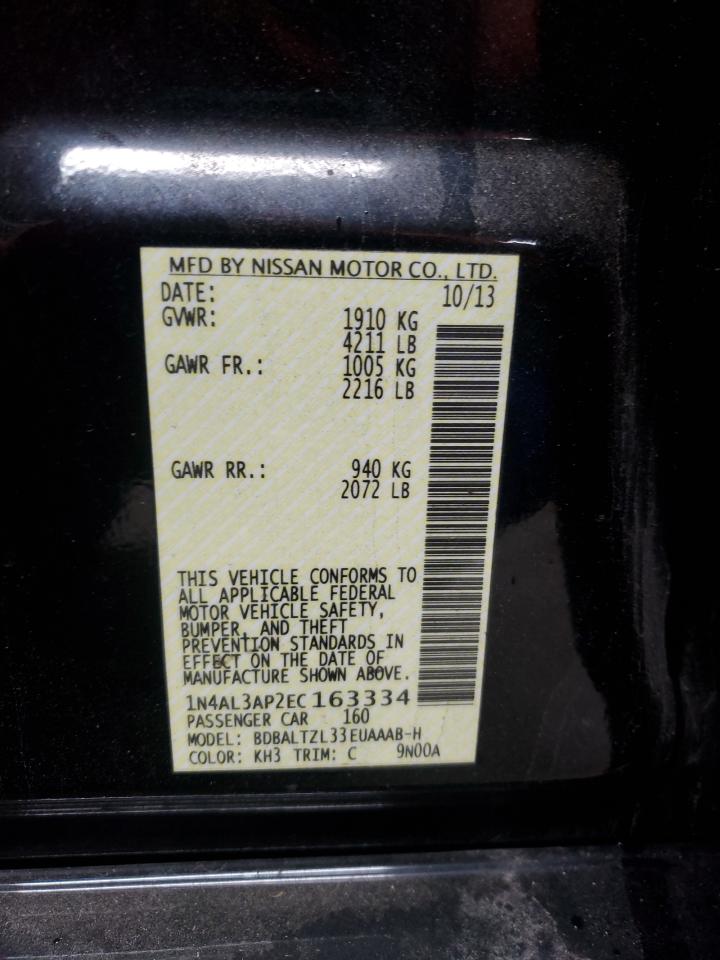 MFD BY NISSAN MOTOR CO., LTD.
DATE: 10/13
GVWR: 1910 KG
4211 LB
GAWR FR.: 1005 KG
2216 LB
GAWR RR.: 940 KG
2072 LB
THIS VEHICLE CONFORMS TO
ALL APPLICABLE FEDERAL
MOTOR VEHICLE SAFETY,
BUMPER, AND THEFT
PREVENTION STANDARDS IN
EFFECT ON THE DATE OF
MANUFACTURE SHOWN ABOVE.
1N4AL3AP2EC163334
PASSENGER CAR 160
MODEL: BDBALTZL33EUAAAB-H
COLOR: KH3 TRIM: C 9N00A